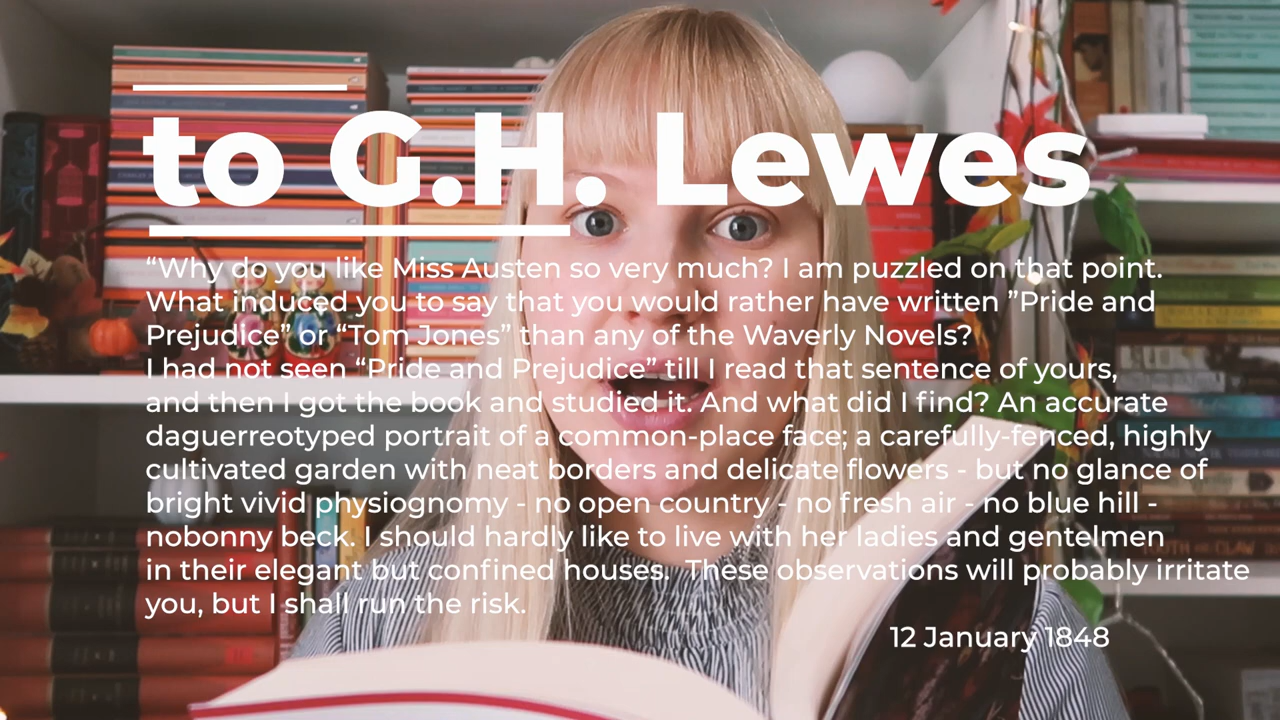 to G.H. Lewes
“Why do you like Miss Austen so very much? I am puzzled on that point.
What induced you to say that you would rather have written ”Pride and
Prejudice” or “Tom Jones” than any of the Waverly Novels?
I had not seen “Pride and Prejudice” till I read that sentence of yours,
and then I got the book and studied it. And what did I find? An accurate
daguerreotyped portrait of a common-place face; a carefully-fenced, highly
cultivated garden with neat borders and delicate flowers - but no glance of
bright vivid physiognomy - no open country - no fresh air - no blue hill -
nobonny beck. I should hardly like to live with her ladies and gentelmen
in their elegant but confined houses.  These observations will probably irritate
you, but I shall run the risk.
12 January 1848